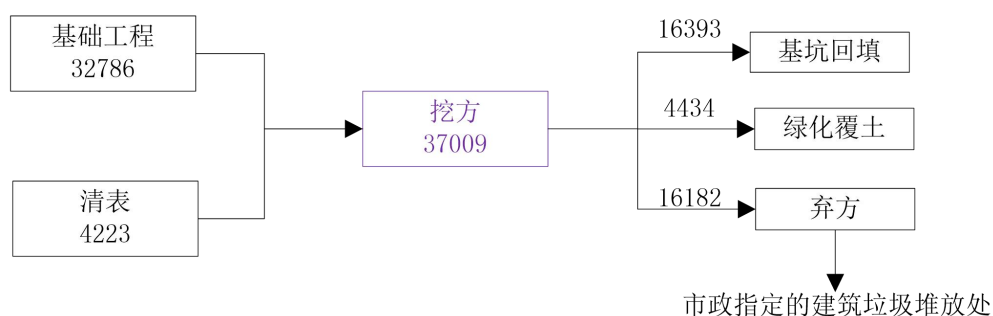 基础工程
32786
清表
4223
挖方
37009
16393
基坑回填
4434
绿化覆土
16182
弃方
市政指定的建筑垃圾堆放处